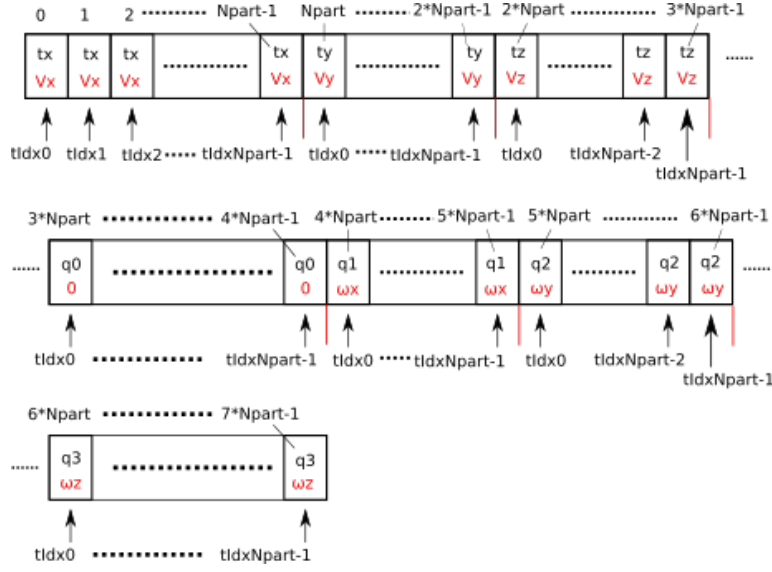 0 1 2 ........... Npart-1 Npart ........ 2*Npart-1 2*Npart ............ 3*Npart-1
tx tx tx ............ tx ty ............ ty tz ............ tz tz ......
Vx Vx Vx Vx Vy Vy Vz Vz Vz
tIdx0 tIdx1 tIdx2 ..... tIdxNpart-1 tIdx0 ..... tIdxNpart-1 tIdx0 tIdxNpart-2
tIdxNpart-1
3*Npart ............ 4*Npart-1 4*Npart ........ 5*Npart-1 5*Npart ............ 6*Npart-1
...... q0 ............ q0 q1 ............ q1 q2 ............ q2 q2 ......
0 0 ωx ωx ωy ωy ωy
tIdx0 ............ tIdxNpart-1 tIdx0 ..... tIdxNpart-1 tIdx0 tIdxNpart-2
tIdxNpart-1
6*Npart ............ 7*Npart-1
...... q3 ............ q3
ωz ωz
tIdx0 ............ tIdxNpart-1